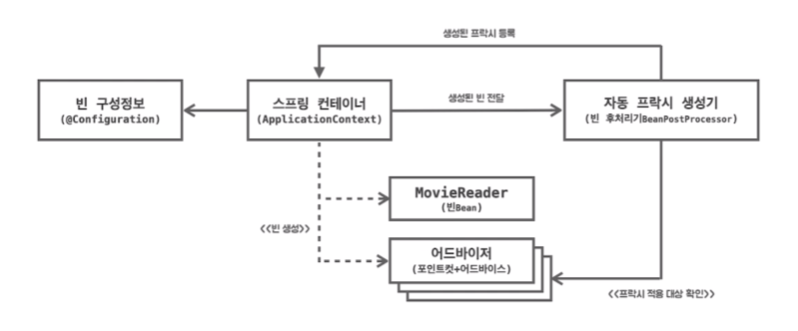 생성된 프락시 등록
빈 구성정보
(@Configuration)
스프링 컨테이너
(ApplicationContext)
생성된 빈 전달
자동 프락시 생성기
(빈 후처리기BeanPostProcessor)
MovieReader
(빈Bean)
<<빈 생성>>
어드바이저
(포인트컷+어드바이스)
<<프락시 적용 대상 확인>>